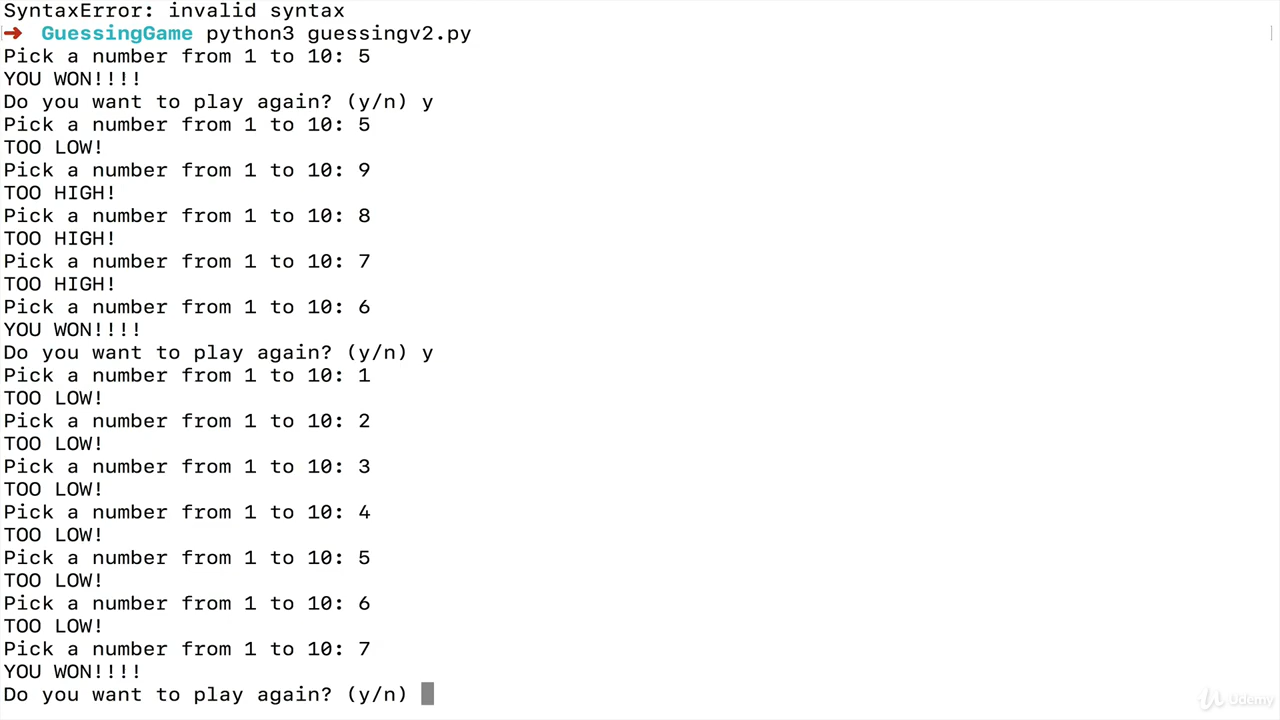 SyntaxError: invalid syntax
➜ GuessingGame python3 guessingv2.py
Pick a number from 1 to 10: 5
YOU WON!!!!
Do you want to play again? (y/n) y
Pick a number from 1 to 10: 5
TOO LOW!
Pick a number from 1 to 10: 9
TOO HIGH!
Pick a number from 1 to 10: 8
TOO HIGH!
Pick a number from 1 to 10: 7
TOO HIGH!
Pick a number from 1 to 10: 6
YOU WON!!!!
Do you want to play again? (y/n) y
Pick a number from 1 to 10: 1
TOO LOW!
Pick a number from 1 to 10: 2
TOO LOW!
Pick a number from 1 to 10: 3
TOO LOW!
Pick a number from 1 to 10: 4
TOO LOW!
Pick a number from 1 to 10: 5
TOO LOW!
Pick a number from 1 to 10: 6
TOO LOW!
Pick a number from 1 to 10: 7
YOU WON!!!!
Do you want to play again? (y/n)
Udemy